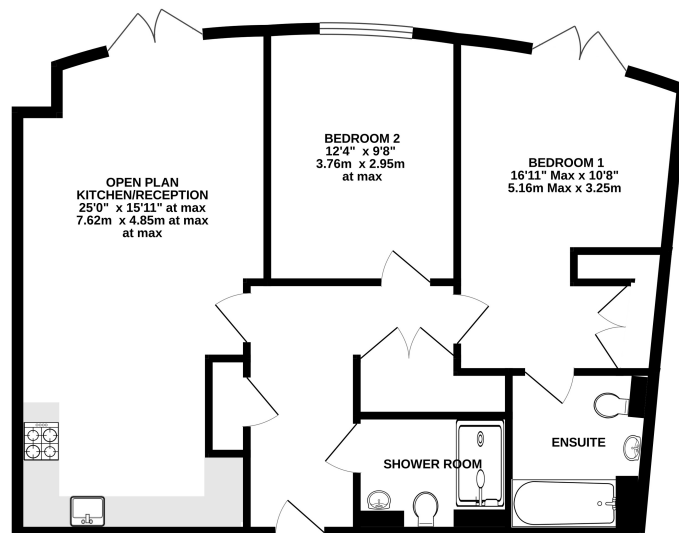 OPEN PLAN
KITCHEN/RECEPTION
25'0" x 15'11" at max
7.62m x 4.85m at max
at max
BEDROOM 2
12'4" x 9'8"
3.76m x 2.95m
at max
BEDROOM 1
16'11" Max x 10'8"
5.16m Max x 3.25m
SHOWER ROOM
ENSUITE